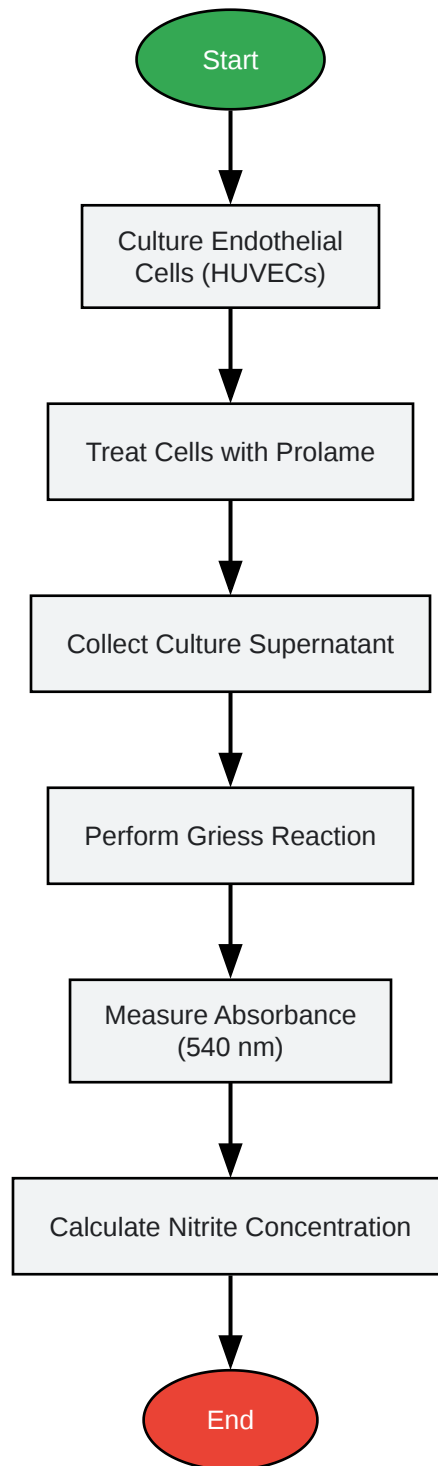 Start
Culture Endothelial
Cells (HUVECs)
Treat Cells with Prolame
Collect Culture Supernatant
Perform Griess Reaction
Measure Absorbance
(540 nm)
Calculate Nitrite Concentration
End